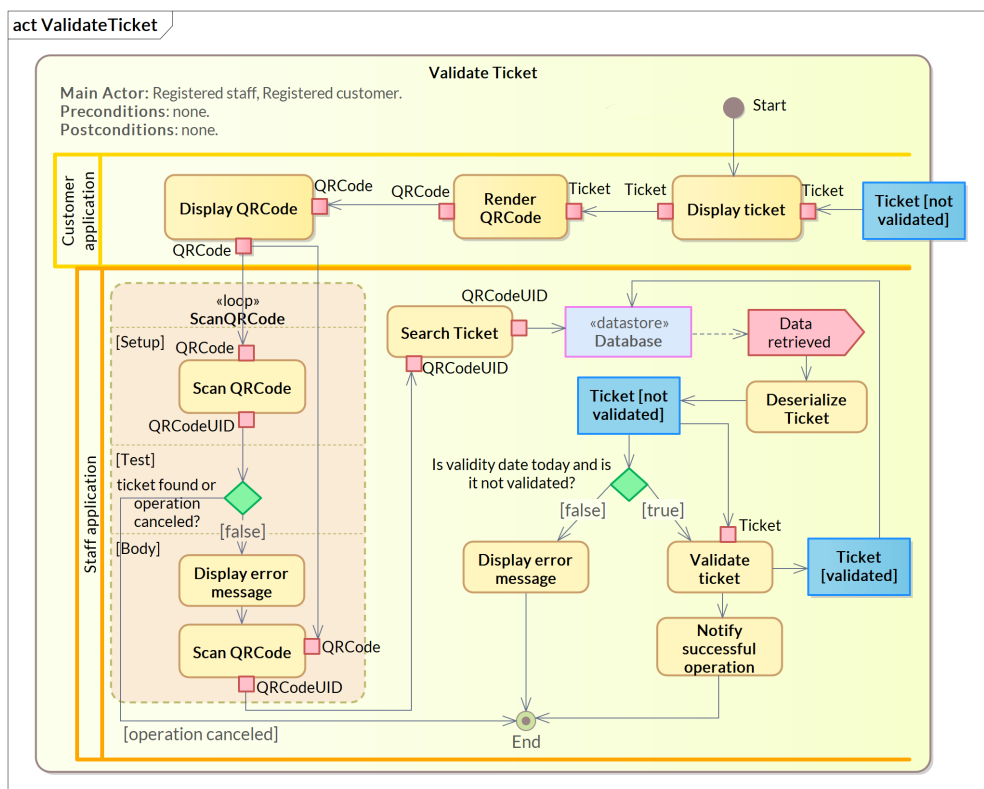 act ValidateTicket
Validate Ticket
Main Actor: Registered staff, Registered customer.
Preconditions: none.
Postconditions: none.
Start
Customer
application
Display QRCode
QRCode
QRCode
QRCode
Render
QRCode
Ticket
Ticket
Display ticket
Ticket
Ticket [not
validated]
Staff application
«loop»
ScanQRCode
[Setup]
QRCode
Scan QRCode
QRCodeUID
[Test]
ticket found or
operation
canceled?
[false]
[Body]
Display error
message
Scan QRCode
QRCode
QRCodeUID
[operation canceled]
Search Ticket
QRCodeUID
QRCodeUID
«datastore»
Database
Data
retrieved
Deserialize
Ticket
Ticket [not
validated]
Is validity date today and is
it not validated?
[false]
[true]
Display error
message
Ticket
Validate
ticket
Ticket
[validated]
Notify
successful
operation
End